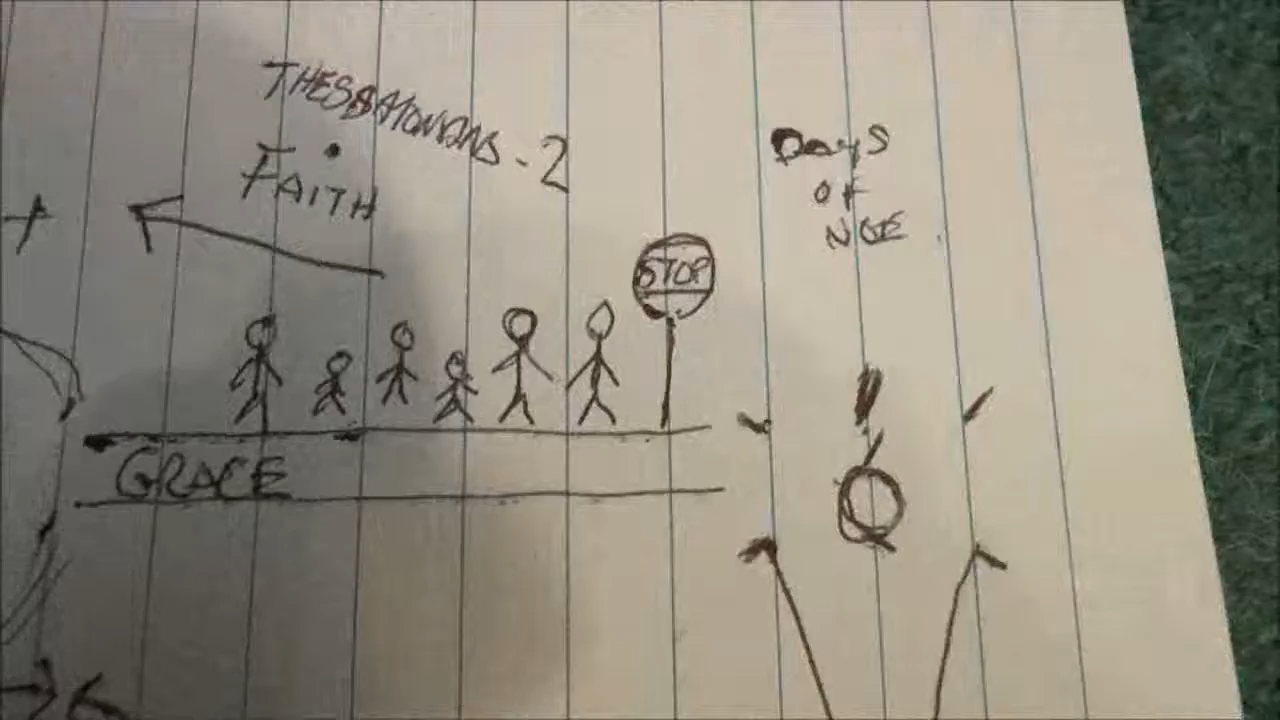 THESSALONIANS - 2
FAITH
Days
OF
NOE
STOP
GRACE